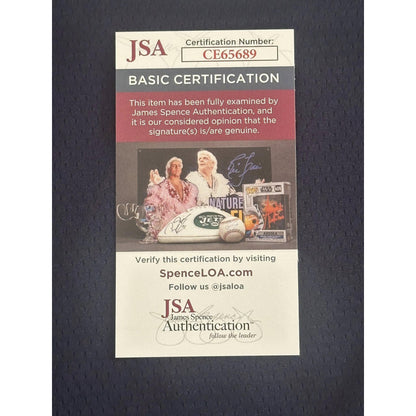 JSA
Certification Number:
CE65689
BASIC CERTIFICATION
This item has been fully examined by
James Spence Authentication, and
it is our considered opinion that the
signature(s) is/are genuine.
NATURE
JETS
Verify this certification by visiting
SpenceLOA.com
Follow us @jsaloa
JSA
James Spence
Authentication
follow the leader